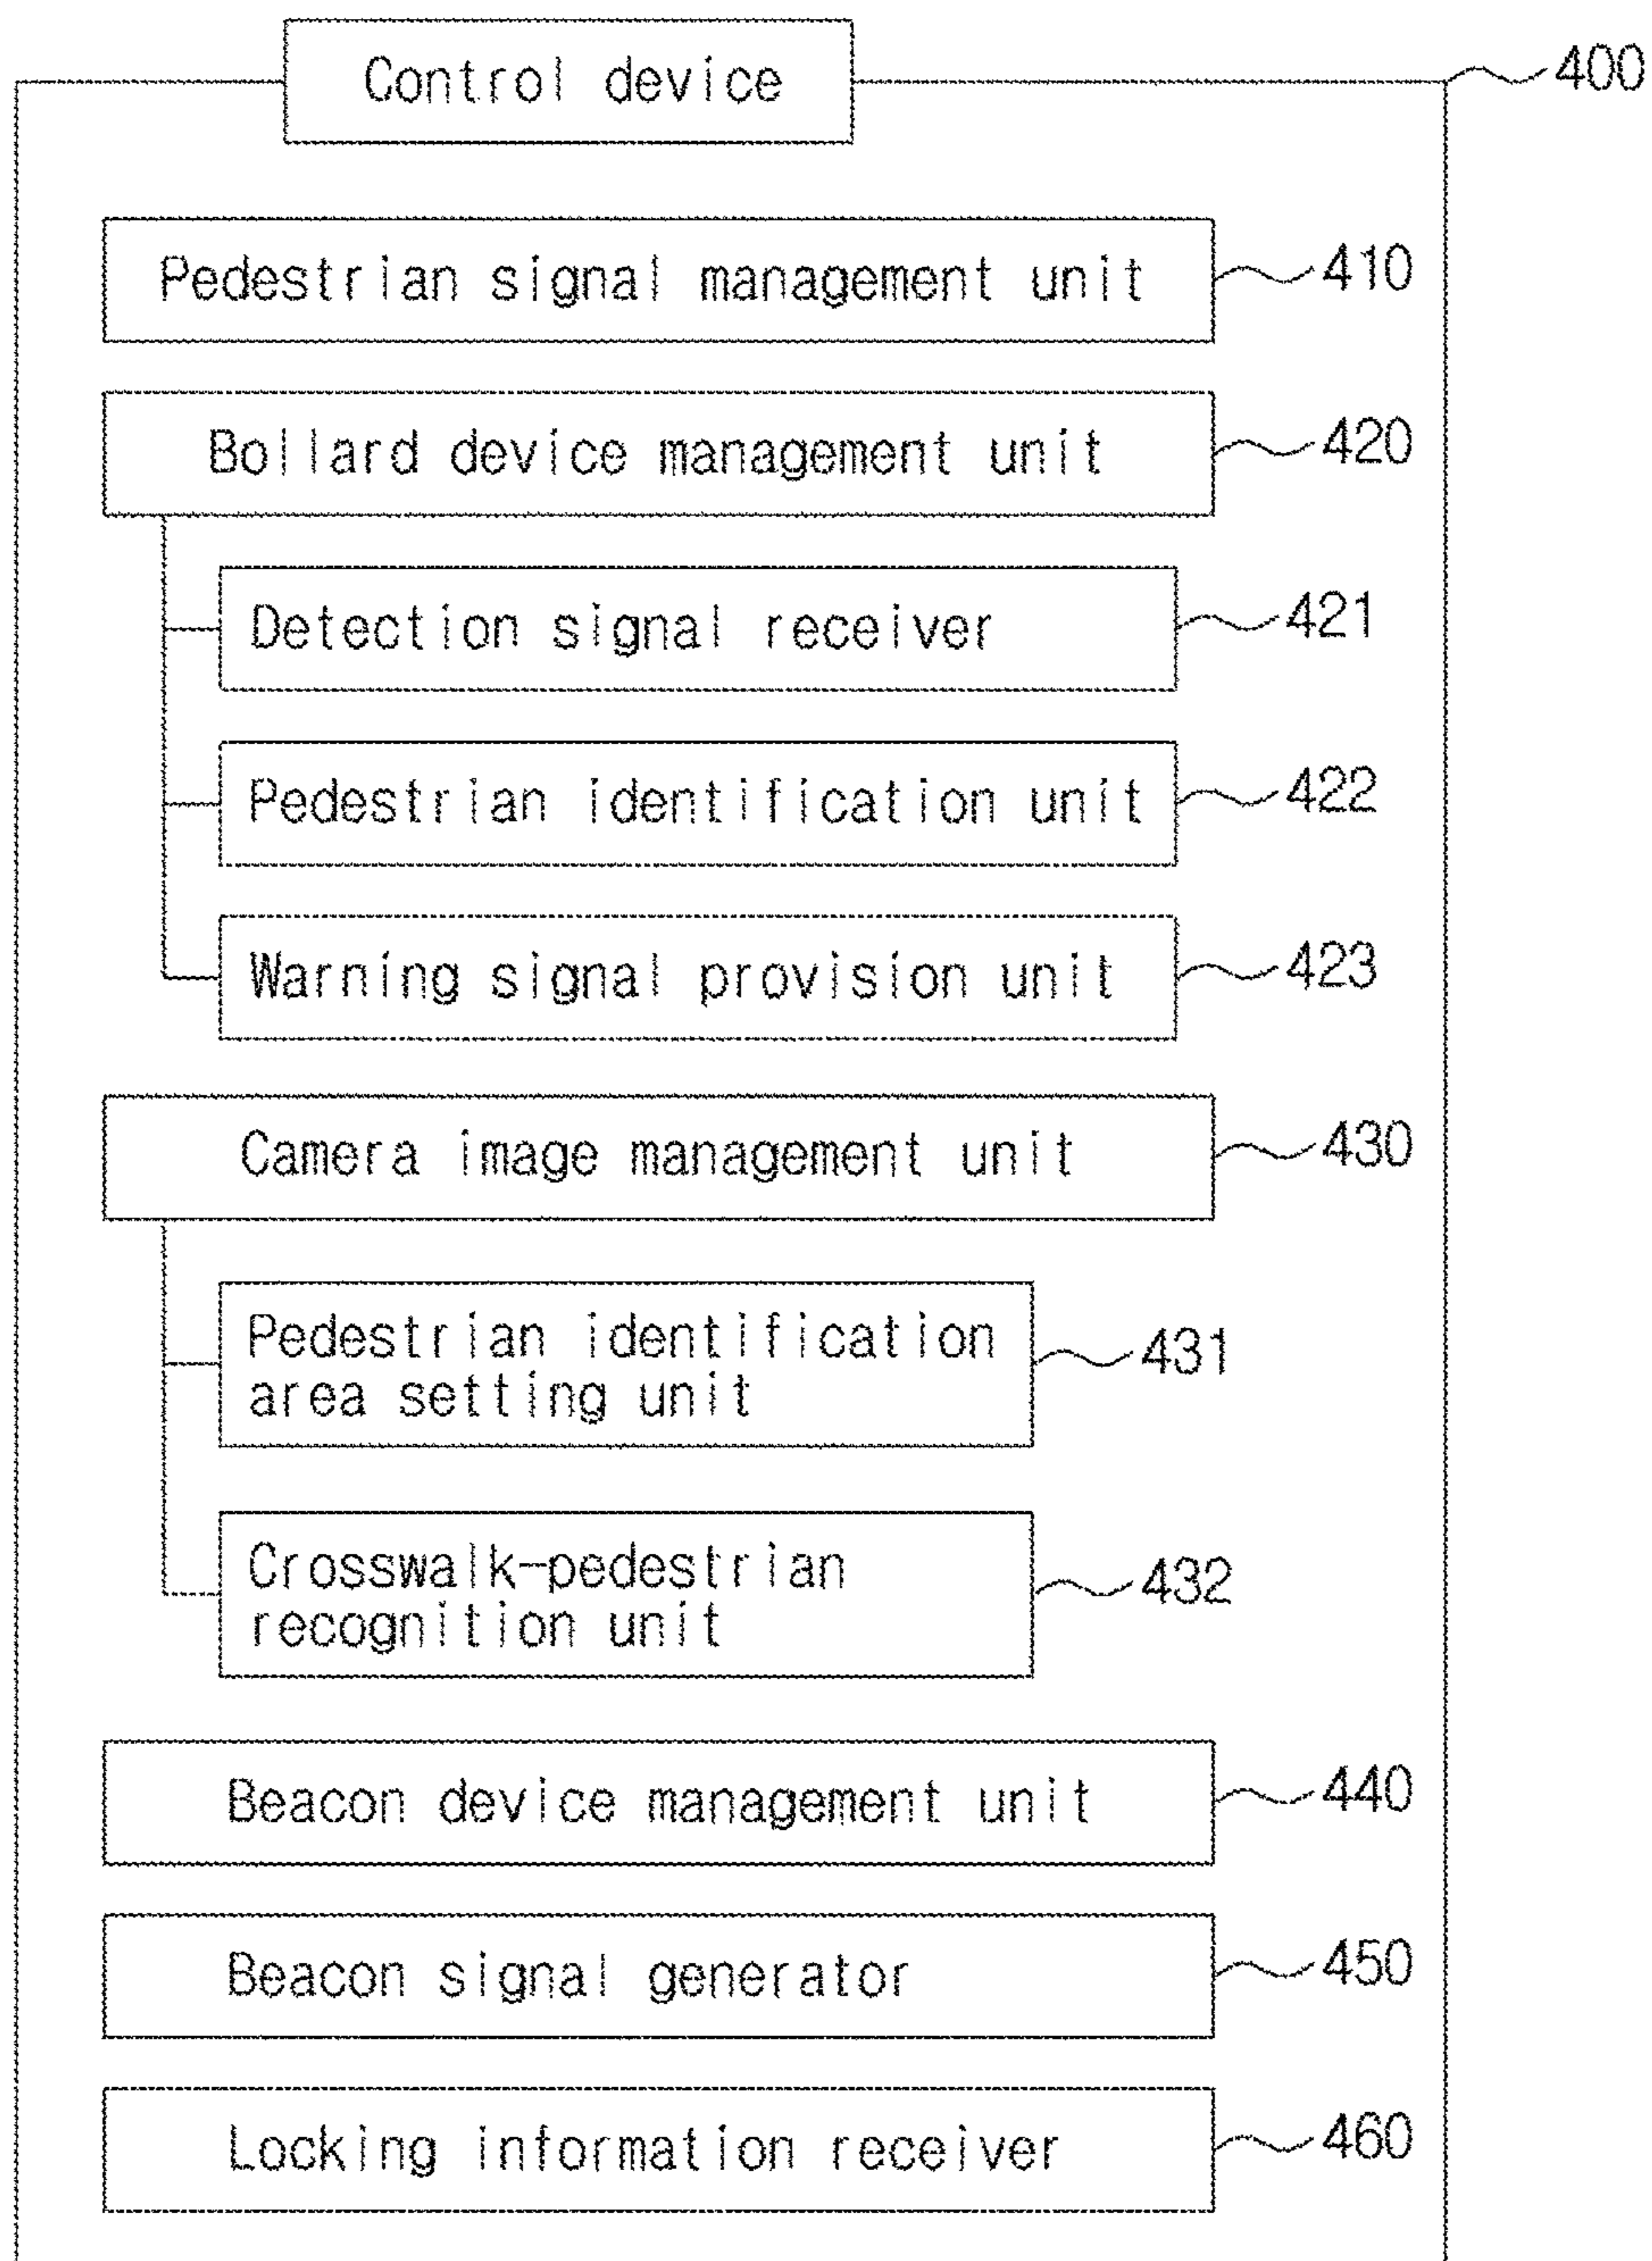 Control device
400
Pedestrian signal management unit
410
Bollard device management unit
420
Detection signal receiver
421
Pedestrian identification unit
422
Warning signal provision unit
423
Camera image management unit
430
Pedestrian identification
area setting unit
431
Crosswalk-pedestrian
recognition unit
432
Beacon device management unit
440
Beacon signal generator
450
Locking information receiver
460